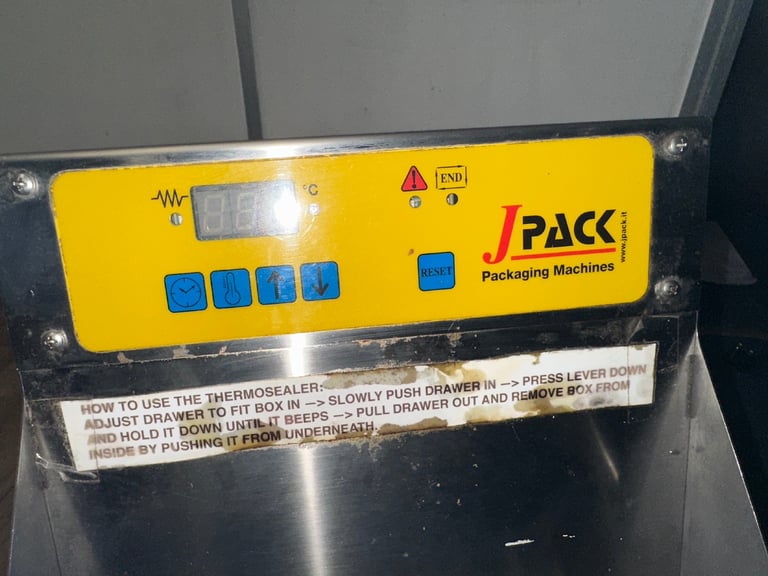 °C
END
JPACK
www.jpack.it
Packaging Machines
RESET
HOW TO USE THE THERMOSEALER:
ADJUST DRAWER TO FIT BOX IN —> SLOWLY PUSH DRAWER IN —> PRESS LEVER DOWN
AND HOLD IT DOWN UNTIL IT BEEPS —> PULL DRAWER OUT AND REMOVE BOX FROM
INSIDE BY PUSHING IT FROM UNDERNEATH.